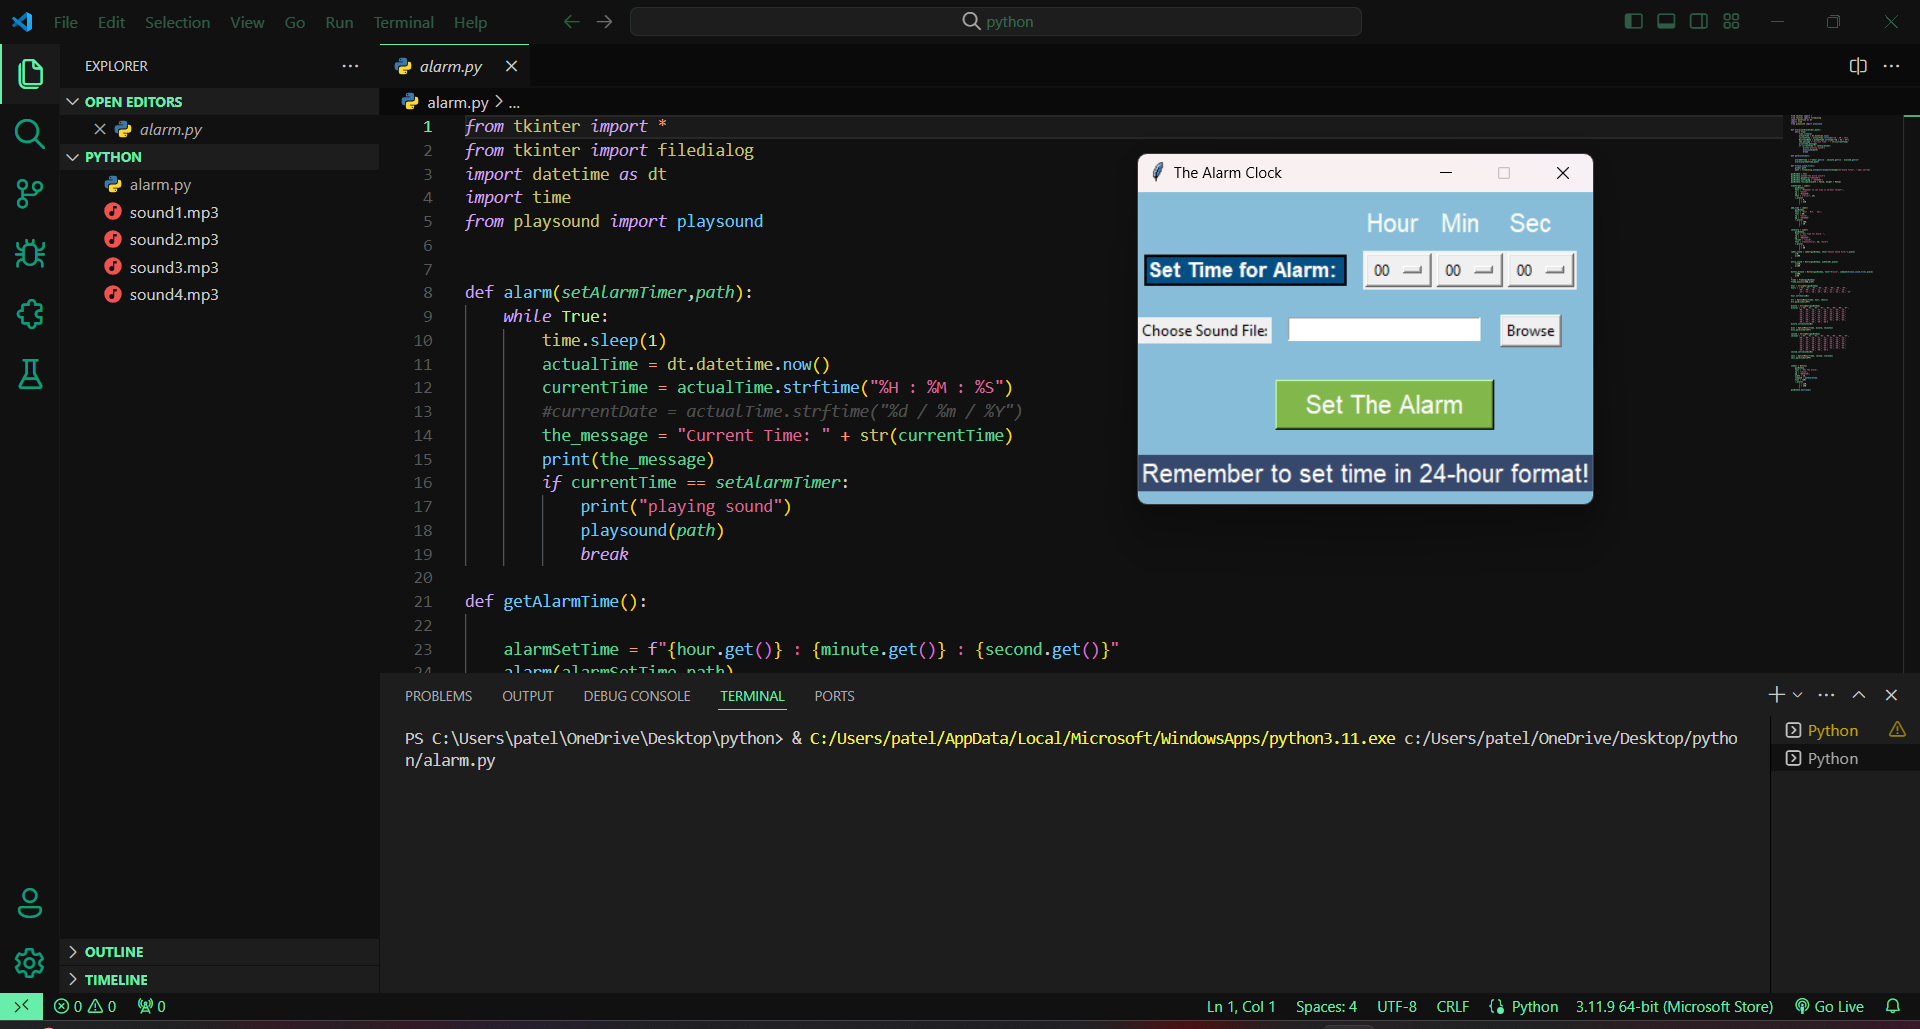 File Edit Selection View Go Run Terminal Help
python
EXPLORER
OPEN EDITORS
alarm.py
PYTHON
alarm.py
sound1.mp3
sound2.mp3
sound3.mp3
sound4.mp3
OUTLINE
TIMELINE
alarm.py
alarm.py > ...
1 from tkinter import *
2 from tkinter import filedialog
3 import datetime as dt
4 import time
5 from playsound import playsound
6
7
8 def alarm(setAlarmTimer,path):
9 while True:
10 time.sleep(1)
11 actualTime = dt.datetime.now()
12 currentTime = actualTime.strftime("%H : %M : %S")
13 #currentDate = actualTime.strftime("%d / %m / %Y")
14 the_message = "Current Time: " + str(currentTime)
15 print(the_message)
16 if currentTime == setAlarmTimer:
17 print("playing sound")
18 playsound(path)
19 break
20
21 def getAlarmTime():
22
23 alarmSetTime = f"{hour.get()} : {minute.get()} : {second.get()}"
24 alarm(alarmSetTime,path)
The Alarm Clock
Hour Min Sec
Set Time for Alarm: 00 00 00
Choose Sound File: Browse
Set The Alarm
Remember to set time in 24-hour format!
PROBLEMS OUTPUT DEBUG CONSOLE TERMINAL PORTS
PS C:\Users\patel\OneDrive\Desktop\python> & C:/Users/patel/AppData/Local/Microsoft/WindowsApps/python3.11.exe c:/Users/patel/OneDrive/Desktop/pytho
n/alarm.py
Python
Python
0 0 0
Ln 1, Col 1 Spaces: 4 UTF-8 CRLF Python 3.11.9 64-bit (Microsoft Store) Go Live